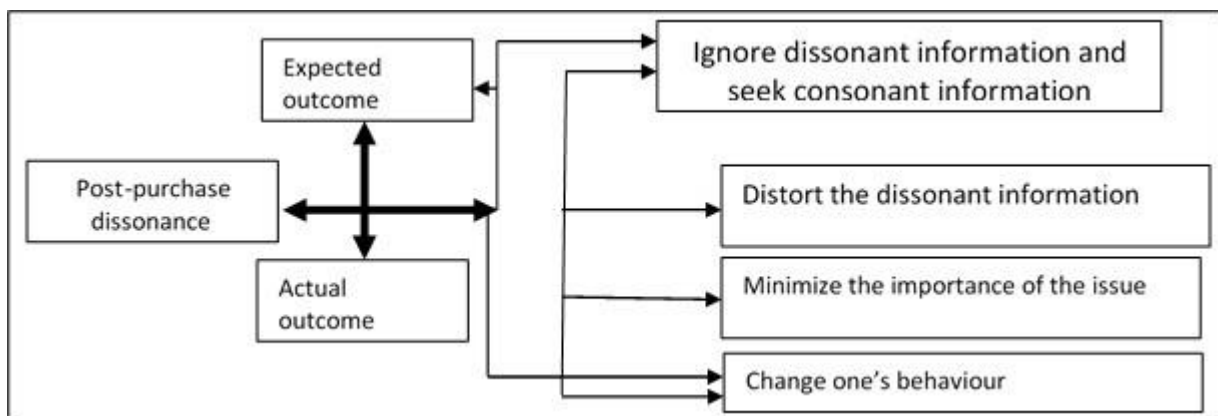 Expected
outcome
Ignore dissonant information and
seek consonant information
Post-purchase
dissonance
Distort the dissonant information
Actual
outcome
Minimize the importance of the issue
Change one’s behaviour